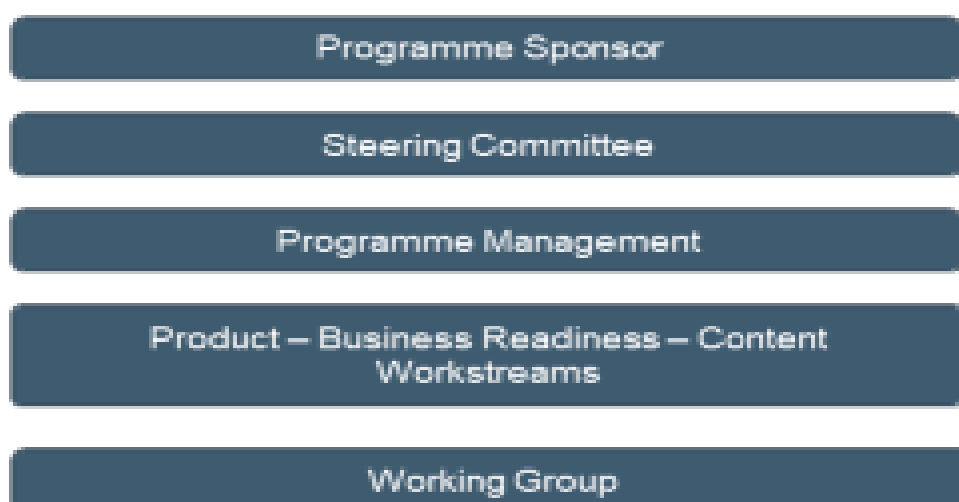 Programme Sponsor
Steering Committee
Programme Management
Product – Business Readiness – Content
Workstreams
Working Group